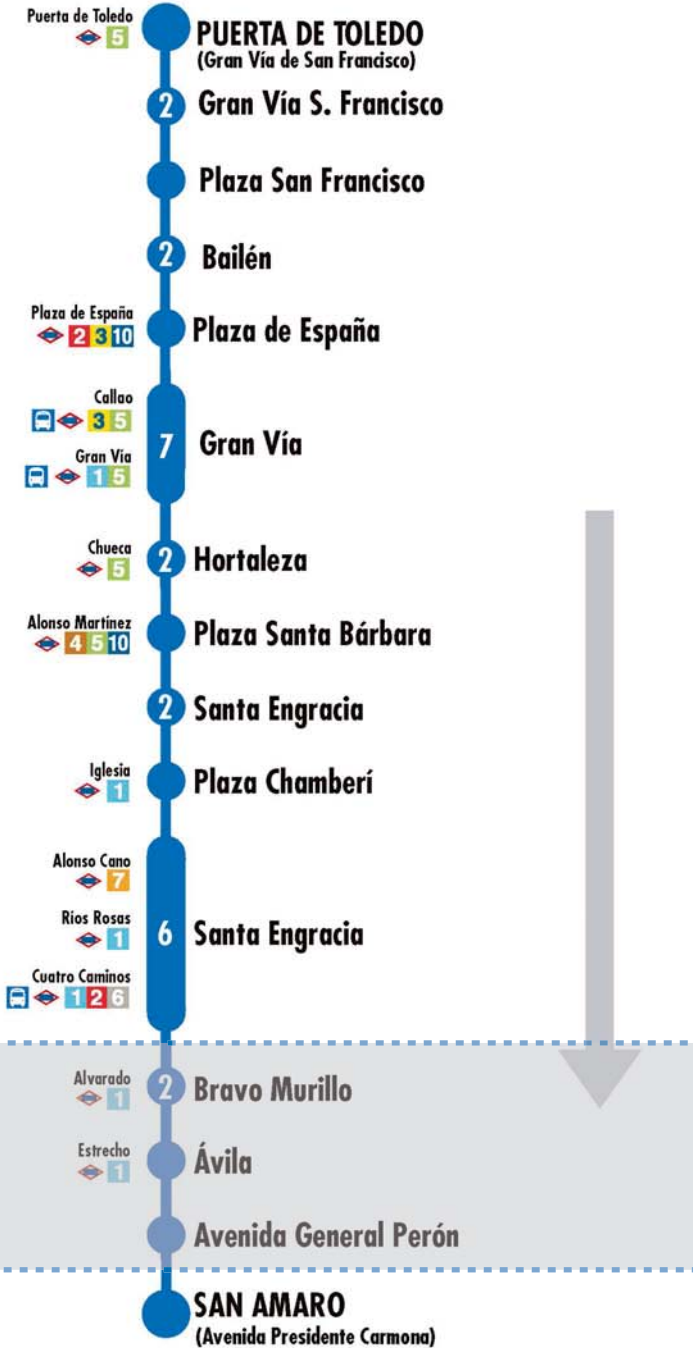 Puerta de Toledo
5
PUERTA DE TOLEDO
(Gran Vía de San Francisco)
2
Gran Vía S. Francisco
Plaza San Francisco
2
Bailén
Plaza de España
2 3 10
Plaza de España
Callao
3 5
Gran Vía
1 5
7
Gran Vía
Chueca
5
2
Hortaleza
Alonso Martínez
4 5 10
Plaza Santa Bárbara
2
Santa Engracia
Iglesia
1
Plaza Chamberí
Alonso Cano
7
Ríos Rosas
1
6
Santa Engracia
Cuatro Caminos
1 2 6
Alvarado
1
2
Bravo Murillo
Estrecho
1
Ávila
Avenida General Perón
SAN AMARO
(Avenida Presidente Carmona)